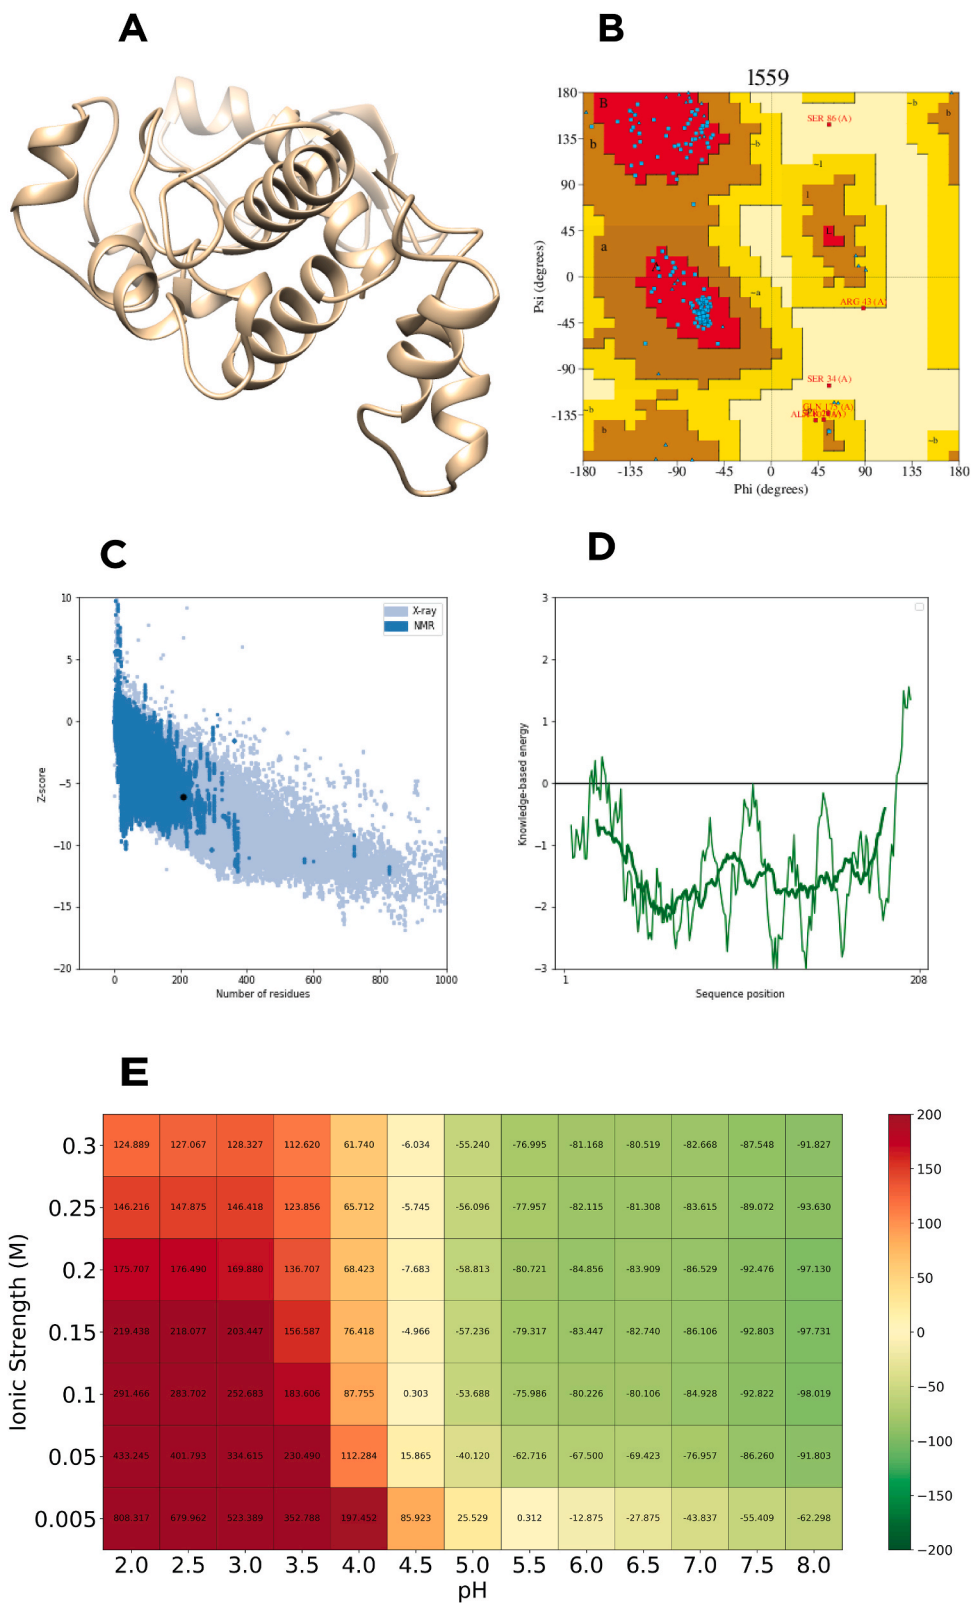 A
B
1559
180
135
90
45
0
-45
-90
-135
-180 -135 -90 -45 0 45 90 135 180
Psi (degrees)
Phi (degrees)
B
b
a
~b
~b
b
SER 86 (A)
~l
l
L
~a
ARG 43 (A)
SER 34 (A)
GLN 173 (A)
~b
b
~b
b
C
10
5
0
−5
−10
−15
−20
0 200 400 600 800 1000
Z-score
Number of residues
X-ray
NMR
D
3
2
1
0
−1
−2
−3
1 208
Knowledge-based energy
Sequence position
E
0.3 124.889 127.067 128.327 112.620 61.740 -6.034 -55.240 -76.995 -81.168 -80.519 -82.668 -87.548 -91.827
0.25 146.216 147.875 146.418 123.856 65.712 -5.745 -56.096 -77.957 -82.115 -81.308 -83.615 -89.072 -93.630
0.2 175.707 176.490 169.880 136.707 68.423 -7.683 -58.813 -80.721 -84.856 -83.909 -86.529 -92.476 -97.130
0.15 219.438 218.077 203.447 156.587 76.418 -4.966 -57.236 -79.317 -83.447 -82.740 -86.106 -92.803 -97.731
0.1 291.466 283.702 252.683 183.606 87.755 0.303 -53.688 -75.986 -80.226 -80.106 -84.928 -92.822 -98.019
0.05 433.245 401.793 334.615 230.490 112.284 15.865 -40.120 -62.716 -67.500 -69.423 -76.957 -86.260 -91.803
0.005 808.317 679.962 523.389 352.788 197.452 85.923 25.529 0.312 -12.875 -27.875 -43.837 -55.409 -62.298
2.0 2.5 3.0 3.5 4.0 4.5 5.0 5.5 6.0 6.5 7.0 7.5 8.0
Ionic Strength (M)
pH
200
150
100
50
0
−50
−100
−150
−200